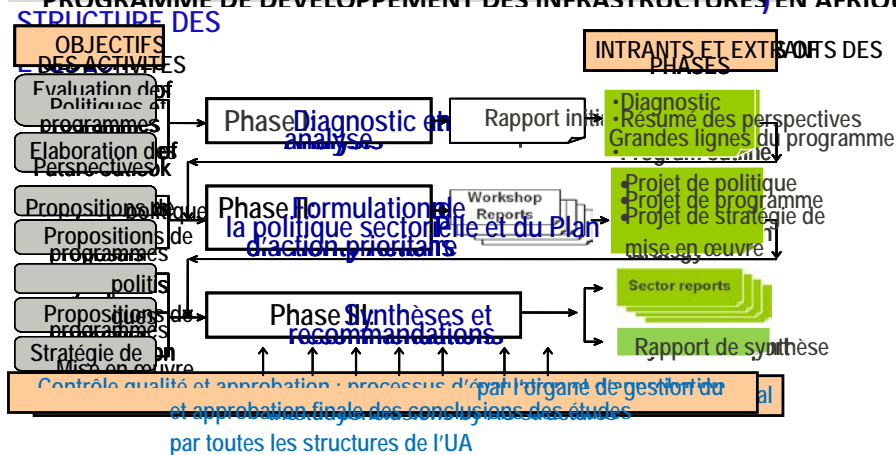 PROGRAMME DE DEVELOPPEMENT DES INFRASTRUCTURES EN AFRIQU
STRUCTURE DES
OBJECTIFS
DES ACTIVITES
INTRANTS ET EXTRANTS DES
PHASES
Evaluation des
Politiques et
programmes
Elaboration des
Perspectives
Phase I: Diagnostic et
analyse
Rapport initial
•Diagnostic
•Résumé des perspectives
Grandes lignes du programme
Propositions de
politique
Propositions de
programmes
Phase II: Formulation de
la politique sectorielle et du Plan
d'action prioritaire
Workshop
Reports
•Projet de politique
•Projet de programme
•Projet de stratégie de
mise en œuvre
Propositions de
programmes
Stratégie de
Mise en œuvre
Phase III: Synthèses et
recommandations
Sector reports
Rapport de synthèse
Contrôle qualité et approbation : processus
par l'organe de gestion du
et approbation finale des conclusions des études
par toutes les structures de l'UA